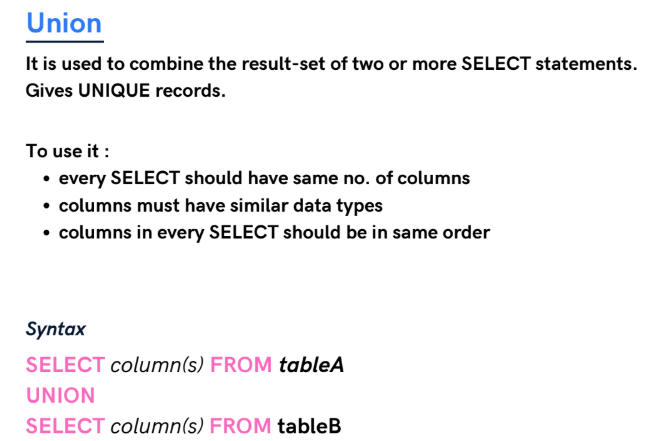 Union
It is used to combine the result-set of two or more SELECT statements.
Gives UNIQUE records.
To use it :
• every SELECT should have same no. of columns
• columns must have similar data types
• columns in every SELECT should be in same order
Syntax
SELECT column(s) FROM tableA
UNION
SELECT column(s) FROM tableB